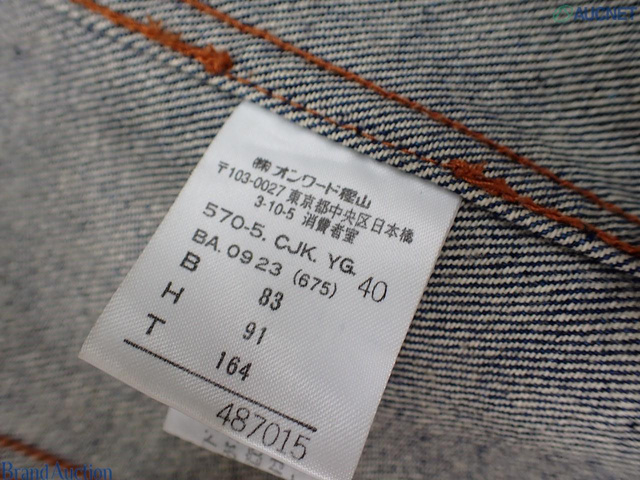 AUCNET
㈱オンワード樫山
〒103-0027 東京都中央区日本橋
3-10-5 消費者室
570-5. CJK. YG. 40
BA. 0923 (675)
B 83
H 91
T 164
487015
Brand Auction